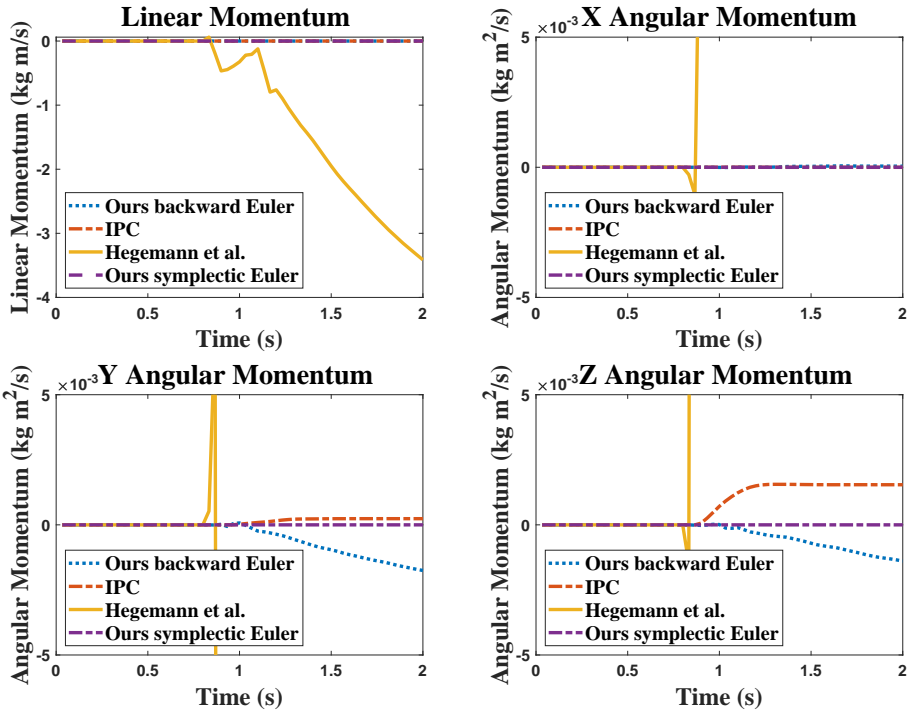 Linear Momentum
Linear Momentum (kg m/s)
0
-1
-2
-3
-4
Ours backward Euler
IPC
Hegemann et al.
Ours symplectic Euler
0 0.5 1 1.5 2
Time (s)
X Angular Momentum
×10⁻³
Angular Momentum (kg m²/s)
5
0
-5
Ours backward Euler
IPC
Hegemann et al.
Ours symplectic Euler
0 0.5 1 1.5 2
Time (s)
Y Angular Momentum
×10⁻³
Angular Momentum (kg m²/s)
5
0
-5
Ours backward Euler
IPC
Hegemann et al.
Ours symplectic Euler
0 0.5 1 1.5 2
Time (s)
Z Angular Momentum
×10⁻³
Angular Momentum (kg m²/s)
5
0
-5
Ours backward Euler
IPC
Hegemann et al.
Ours symplectic Euler
0 0.5 1 1.5 2
Time (s)